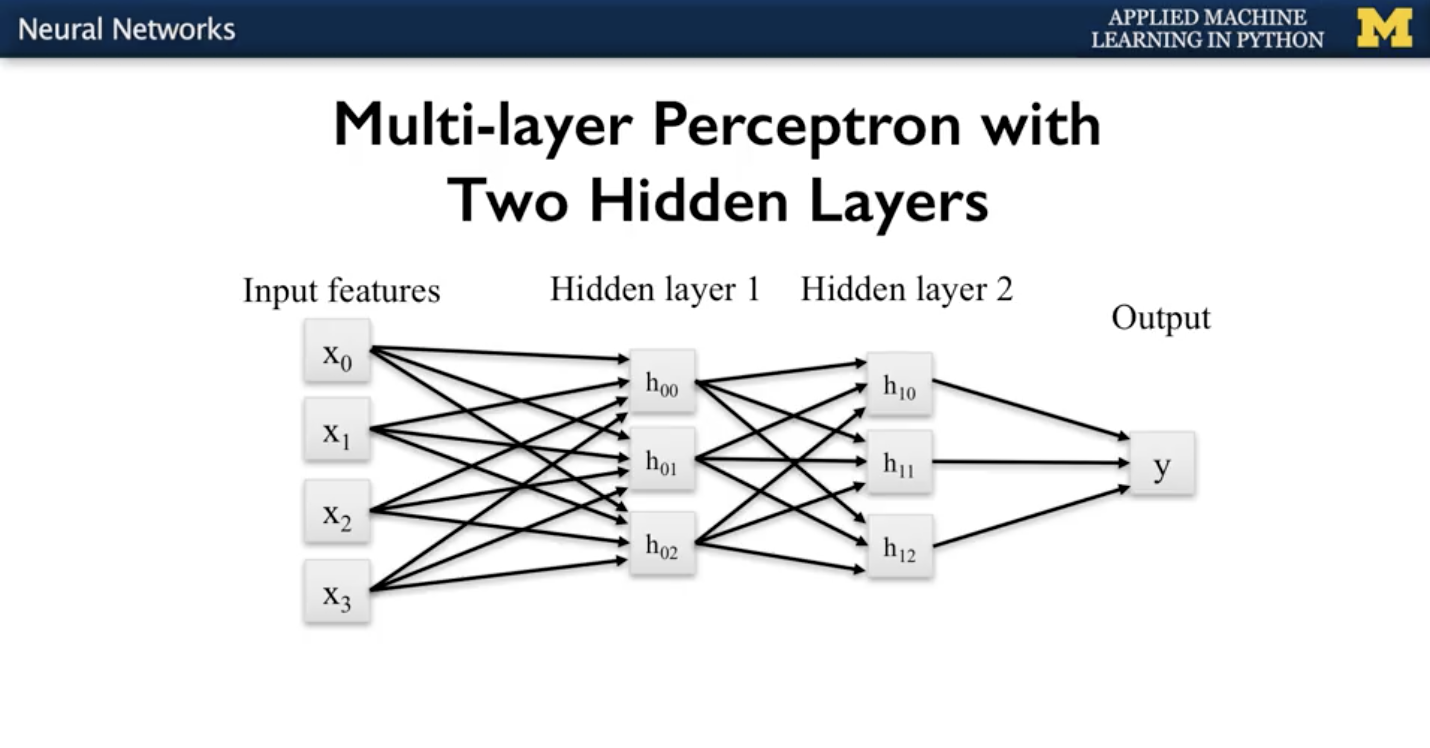 Neural Networks
APPLIED MACHINE
LEARNING IN PYTHON
M
Multi-layer Perceptron with
Two Hidden Layers
Input features
Hidden layer 1
Hidden layer 2
Output
x₀
x₁
x₂
x₃
h₀₀
h₀₁
h₀₂
h₁₀
h₁₁
h₁₂
y